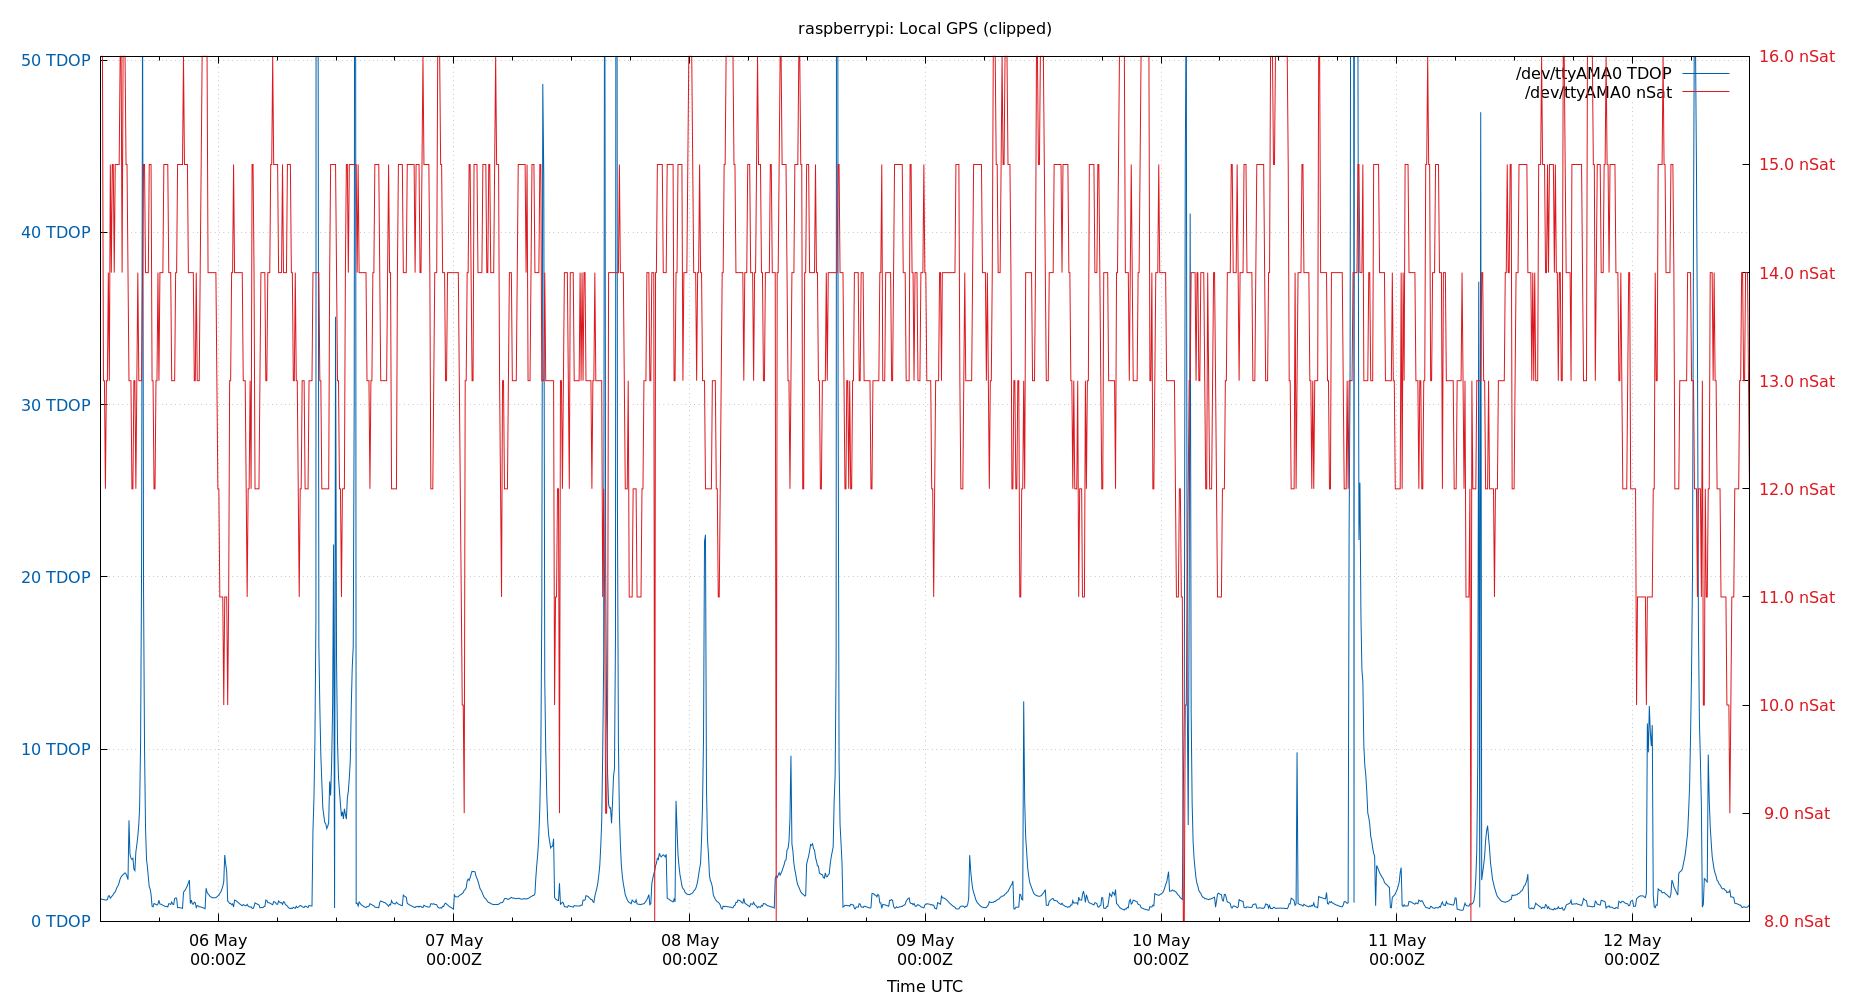 raspberrypi: Local GPS (clipped)
50 TDOP
40 TDOP
30 TDOP
20 TDOP
10 TDOP
0 TDOP
16.0 nSat
15.0 nSat
14.0 nSat
13.0 nSat
12.0 nSat
11.0 nSat
10.0 nSat
9.0 nSat
8.0 nSat
/dev/ttyAMA0 TDOP
/dev/ttyAMA0 nSat
06 May
00:00Z
07 May
00:00Z
08 May
00:00Z
09 May
00:00Z
10 May
00:00Z
11 May
00:00Z
12 May
00:00Z
Time UTC